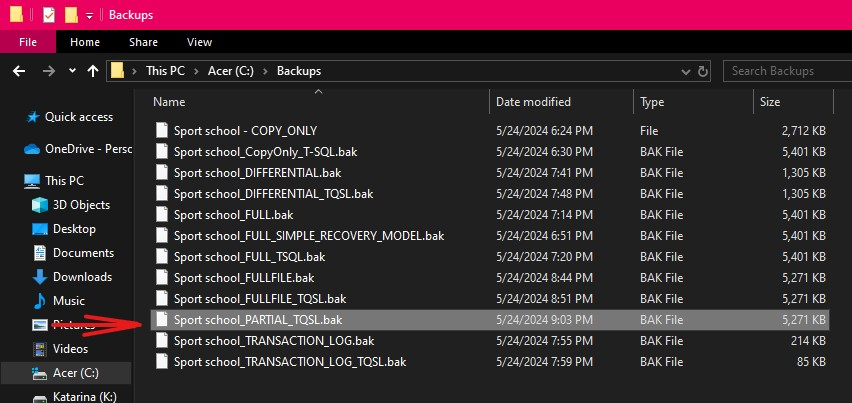 Backups
File Home Share View
This PC Acer (C:) Backups Search Backups
Name Date modified Type Size
Quick access
OneDrive - Perso
This PC
3D Objects
Desktop
Documents
Downloads
Music
Pictures
Videos
Acer (C:)
Katarina (K:)
Sport school - COPY_ONLY 5/24/2024 6:24 PM File 2,712 KB
Sport school_CopyOnly_T-SQL.bak 5/24/2024 6:30 PM BAK File 5,401 KB
Sport school_DIFFERENTIAL.bak 5/24/2024 7:41 PM BAK File 1,305 KB
Sport school_DIFFERENTIAL_TQSL.bak 5/24/2024 7:48 PM BAK File 1,305 KB
Sport school_FULL.bak 5/24/2024 7:14 PM BAK File 5,401 KB
Sport school_FULL_SIMPLE_RECOVERY_MODEL.bak 5/24/2024 6:51 PM BAK File 5,401 KB
Sport school_FULL_TSQL.bak 5/24/2024 7:20 PM BAK File 5,401 KB
Sport school_FULLFILE.bak 5/24/2024 8:44 PM BAK File 5,271 KB
Sport school_FULLFILE_TQSL.bak 5/24/2024 8:51 PM BAK File 5,271 KB
Sport school_PARTIAL_TQSL.bak 5/24/2024 9:03 PM BAK File 5,271 KB
Sport school_TRANSACTION_LOG.bak 5/24/2024 7:55 PM BAK File 214 KB
Sport school_TRANSACTION_LOG_TQSL.bak 5/24/2024 7:59 PM BAK File 85 KB